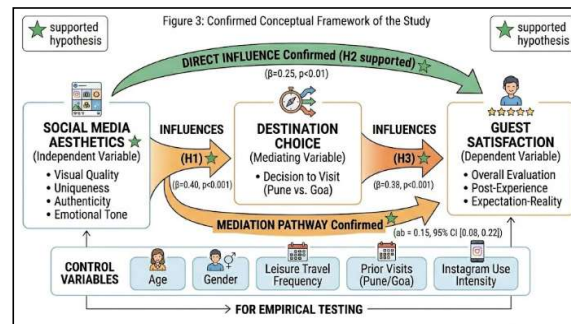 Figure 3: Confirmed Conceptual Framework of the Study
supported
hypothesis
supported
hypothesis
DIRECT INFLUENCE Confirmed (H2 supported)
(β=0.25, p<0.01)
SOCIAL MEDIA
AESTHETICS
(Independent Variable)
• Visual Quality
• Uniqueness
• Authenticity
• Emotional Tone
INFLUENCES
(H1)
(β=0.40, p<0.001)
DESTINATION
CHOICE
(Mediating Variable)
• Decision to Visit
(Pune vs. Goa)
INFLUENCES
(H3)
(β=0.38, p<0.001)
GUEST
SATISFACTION
(Dependent Variable)
• Overall Evaluation
• Post-Experience
• Expectation-Reality
MEDIATION PATHWAY Confirmed
(ab = 0.15, 95% CI [0.08, 0.22])
CONTROL
VARIABLES
Age
Gender
Leisure Travel
Frequency
Prior Visits
(Pune/Goa)
Instagram Use
Intensity
FOR EMPIRICAL TESTING